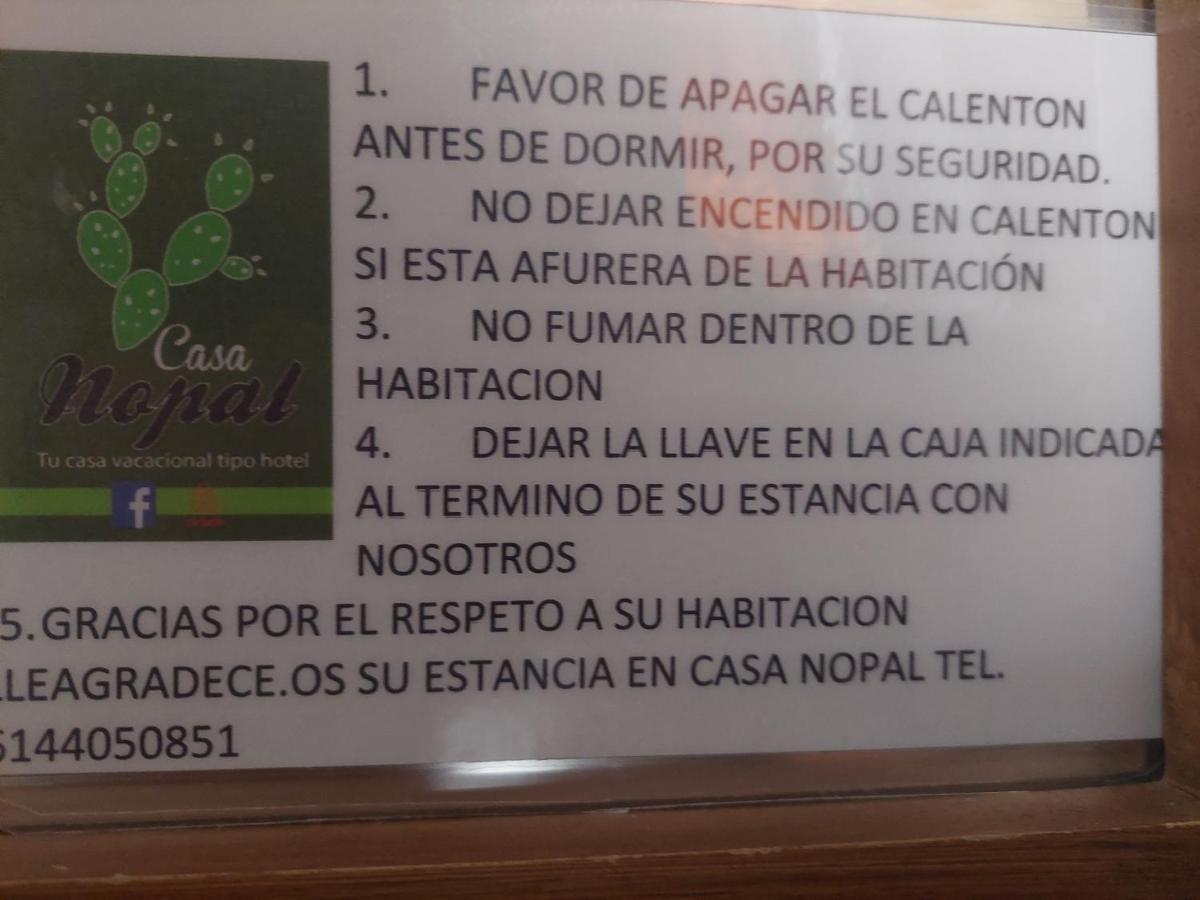 1. FAVOR DE APAGAR EL CALENTON
ANTES DE DORMIR, POR SU SEGURIDAD.
2. NO DEJAR ENCENDIDO EN CALENTON
SI ESTA AFURERA DE LA HABITACIÓN
3. NO FUMAR DENTRO DE LA
HABITACION
4. DEJAR LA LLAVE EN LA CAJA INDICADA
AL TERMINO DE SU ESTANCIA CON
NOSOTROS
5.GRACIAS POR EL RESPETO A SU HABITACION
.LEAGRADECE.OS SU ESTANCIA EN CASA NOPAL TEL.
6144050851
Casa
Nopal
Tu casa vacacional tipo hotel
f